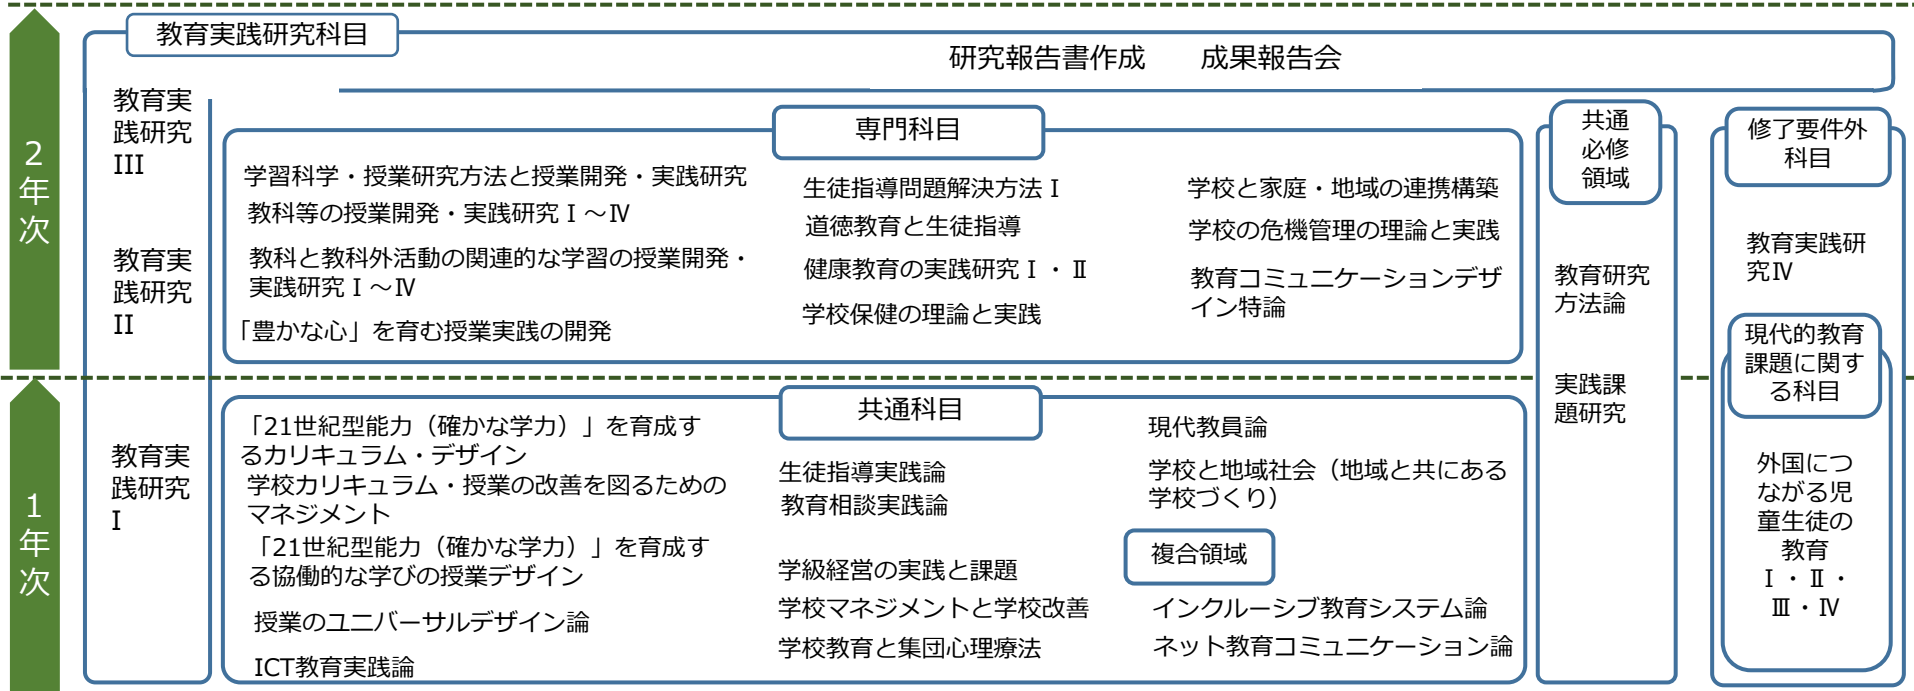 教育実践研究科目
研究報告書作成　　成果報告会
2
年
次
教育実
践研究
III
教育実
践研究
II
専門科目
学習科学・授業研究方法と授業開発・実践研究
教科等の授業開発・実践研究Ⅰ～Ⅳ
教科と教科外活動の関連的な学習の授業開発・
実践研究Ⅰ～Ⅳ
「豊かな心」を育む授業実践の開発
生徒指導問題解決方法Ⅰ
道徳教育と生徒指導
健康教育の実践研究Ⅰ・Ⅱ
学校保健の理論と実践
学校と家庭・地域の連携構築
学校の危機管理の理論と実践
教育コミュニケーションデザ
イン特論
共通
必修
領域
教育研究
方法論
実践課
題研究
修了要件外
科目
教育実践研
究Ⅳ
現代的教育
課題に関す
る科目
外国につ
ながる児
童生徒の
教育
Ⅰ・Ⅱ・
Ⅲ・Ⅳ
1
年
次
教育実
践研究
I
共通科目
「21世紀型能力（確かな学力）」を育成す
るカリキュラム・デザイン
学校カリキュラム・授業の改善を図るための
マネジメント
「21世紀型能力（確かな学力）」を育成す
る協働的な学びの授業デザイン
授業のユニバーサルデザイン論
ICT教育実践論
生徒指導実践論
教育相談実践論
学級経営の実践と課題
学校マネジメントと学校改善
学校教育と集団心理療法
現代教員論
学校と地域社会（地域と共にある
学校づくり）
複合領域
インクルーシブ教育システム論
ネット教育コミュニケーション論